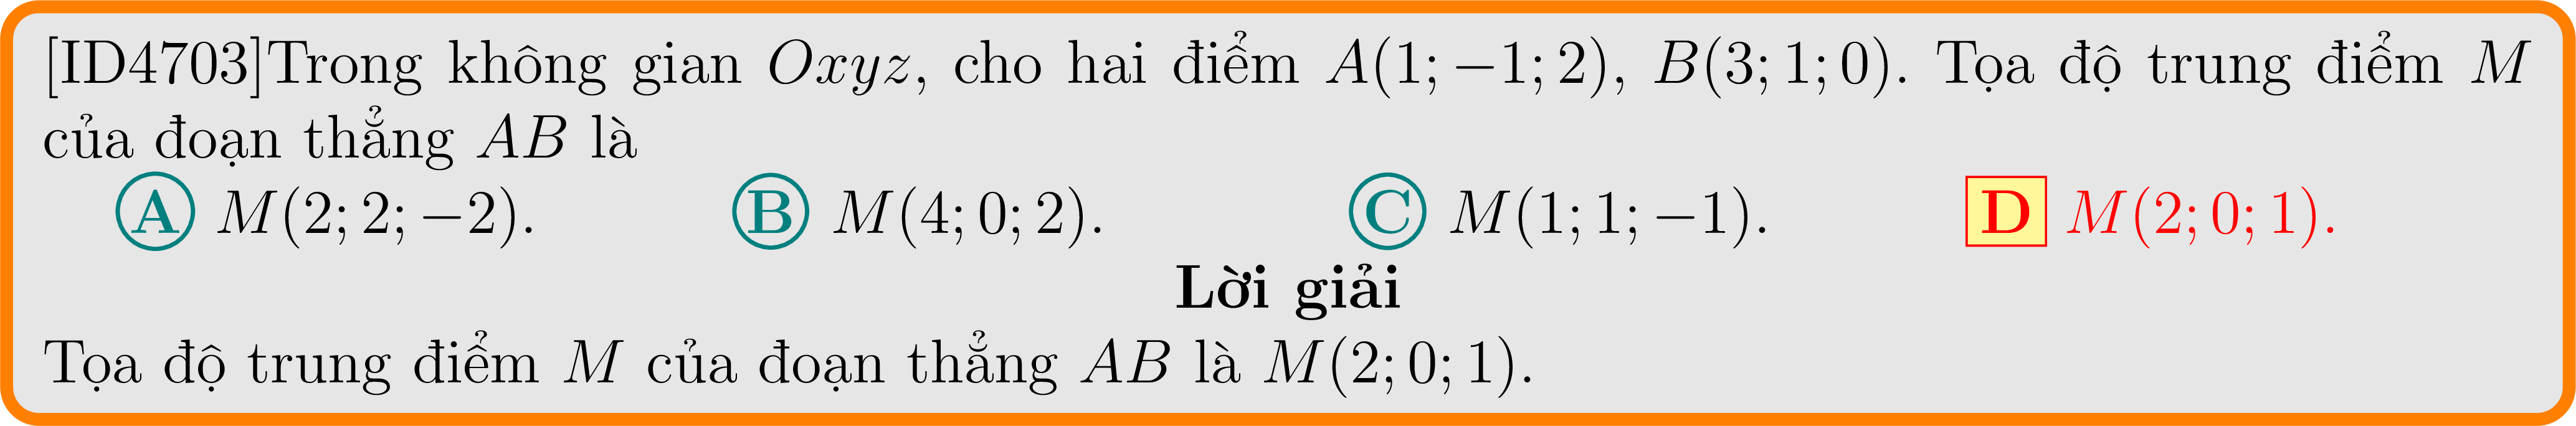 [ID4703]Trong không gian Oxyz, cho hai điểm A(1; −1; 2), B(3; 1; 0). Tọa độ trung điểm M
của đoạn thẳng AB là
A M(2; 2; −2). B M(4; 0; 2). C M(1; 1; −1). D M(2; 0; 1).
Lời giải
Tọa độ trung điểm M của đoạn thẳng AB là M(2; 0; 1).